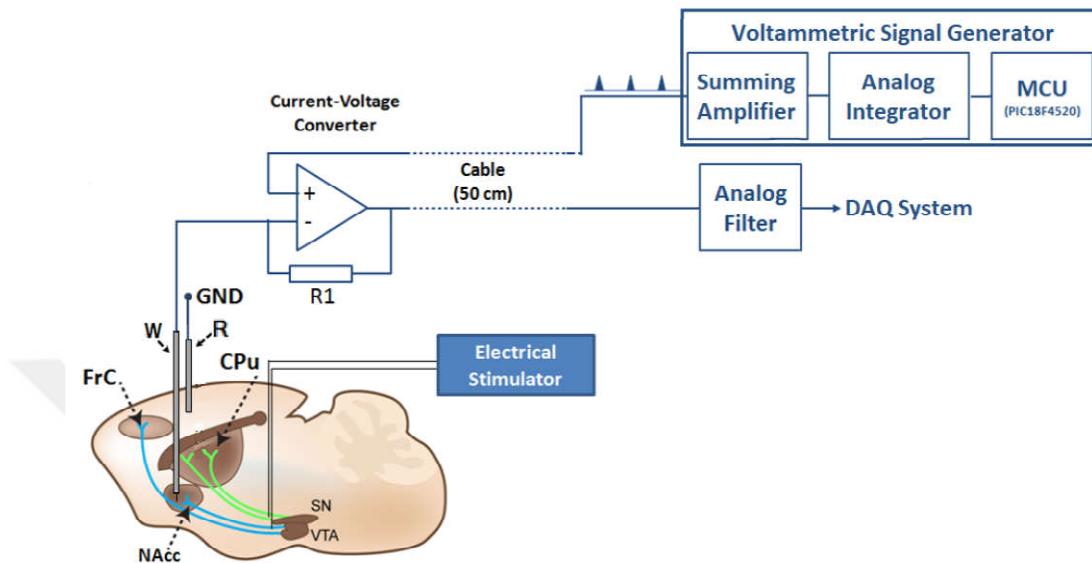 Voltammetric Signal Generator
Summing
Amplifier
Analog
Integrator
MCU
(PIC18F4520)
Current-Voltage
Converter
+
-
Cable
(50 cm)
Analog
Filter
DAQ System
R1
GND
W
R
CPu
FrC
Electrical
Stimulator
SN
VTA
NAcc